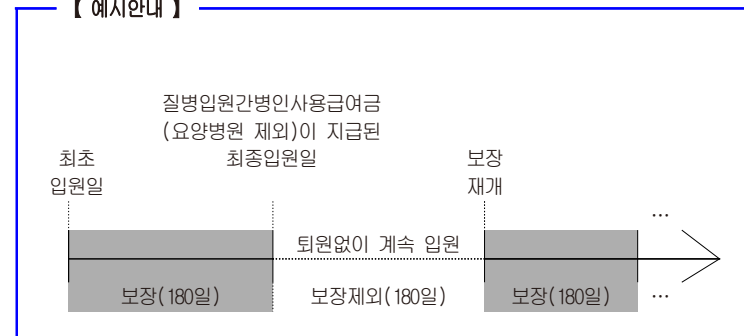 【 예시안내 】
질병입원간병인사용급여금
(요양병원 제외)이 지급된
최초 최종입원일 보장
입원일 재개
...
퇴원없이 계속 입원
보장(180일) 보장제외(180일) 보장(180일) ...